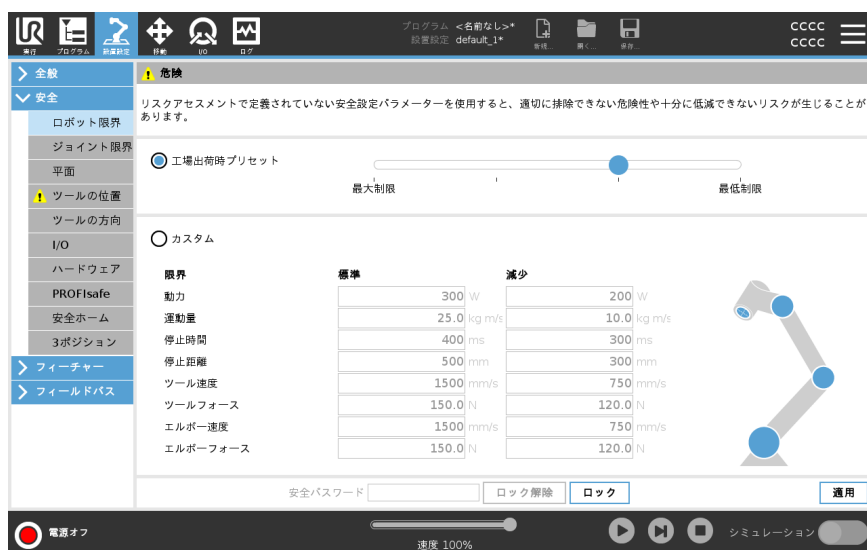 UR
実行
プログラム
設置設定
移動
I/O
ログ
プログラム <名前なし>*
設置設定 default_1*
新規...
開く...
保存...
CCCC
CCCC
全般
安全
ロボット限界
ジョイント限界
平面
ツールの位置
ツールの方向
I/O
ハードウェア
PROFIsafe
安全ホーム
3ポジション
フィーチャー
フィールドバス
危険
リスクアセスメントで定義されていない安全設定パラメーターを使用すると、適切に排除できない危険性や十分に低減できないリスクが生じることが
あります。
工場出荷時プリセット
最大制限 最低制限
カスタム
限界 標準 減少
動力 300 W 200 W
運動量 25.0 kg m/s 10.0 kg m/s
停止時間 400 ms 300 ms
停止距離 500 mm 300 mm
ツール速度 1500 mm/s 750 mm/s
ツールフォース 150.0 N 120.0 N
エルボー速度 1500 mm/s 750 mm/s
エルボーフォース 150.0 N 120.0 N
安全パスワード ロック解除 ロック 適用
電源オフ
速度 100%
シミュレーション